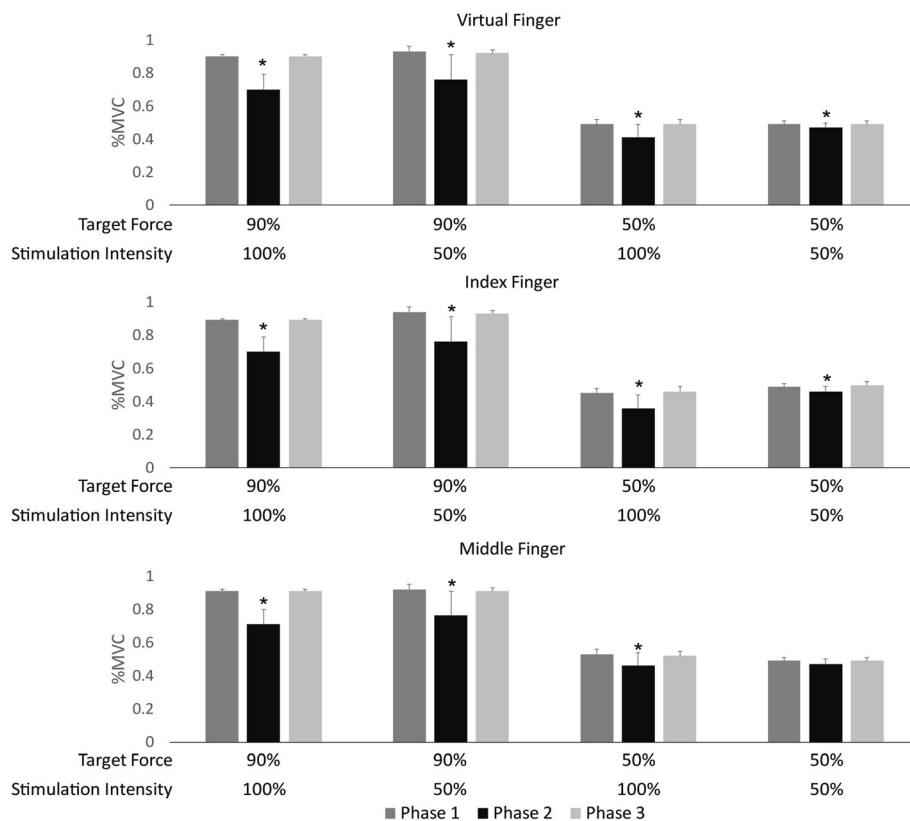 Virtual Finger
1
0.8
0.6
0.4
0.2
0
%MVC
* * * *
Target Force 90% 90% 50% 50%
Stimulation Intensity 100% 50% 100% 50%
Index Finger
1
0.8
0.6
0.4
0.2
0
%MVC
* * * *
Target Force 90% 90% 50% 50%
Stimulation Intensity 100% 50% 100% 50%
Middle Finger
1
0.8
0.6
0.4
0.2
0
%MVC
* * *
Target Force 90% 90% 50% 50%
Stimulation Intensity 100% 50% 100% 50%
Phase 1 Phase 2 Phase 3